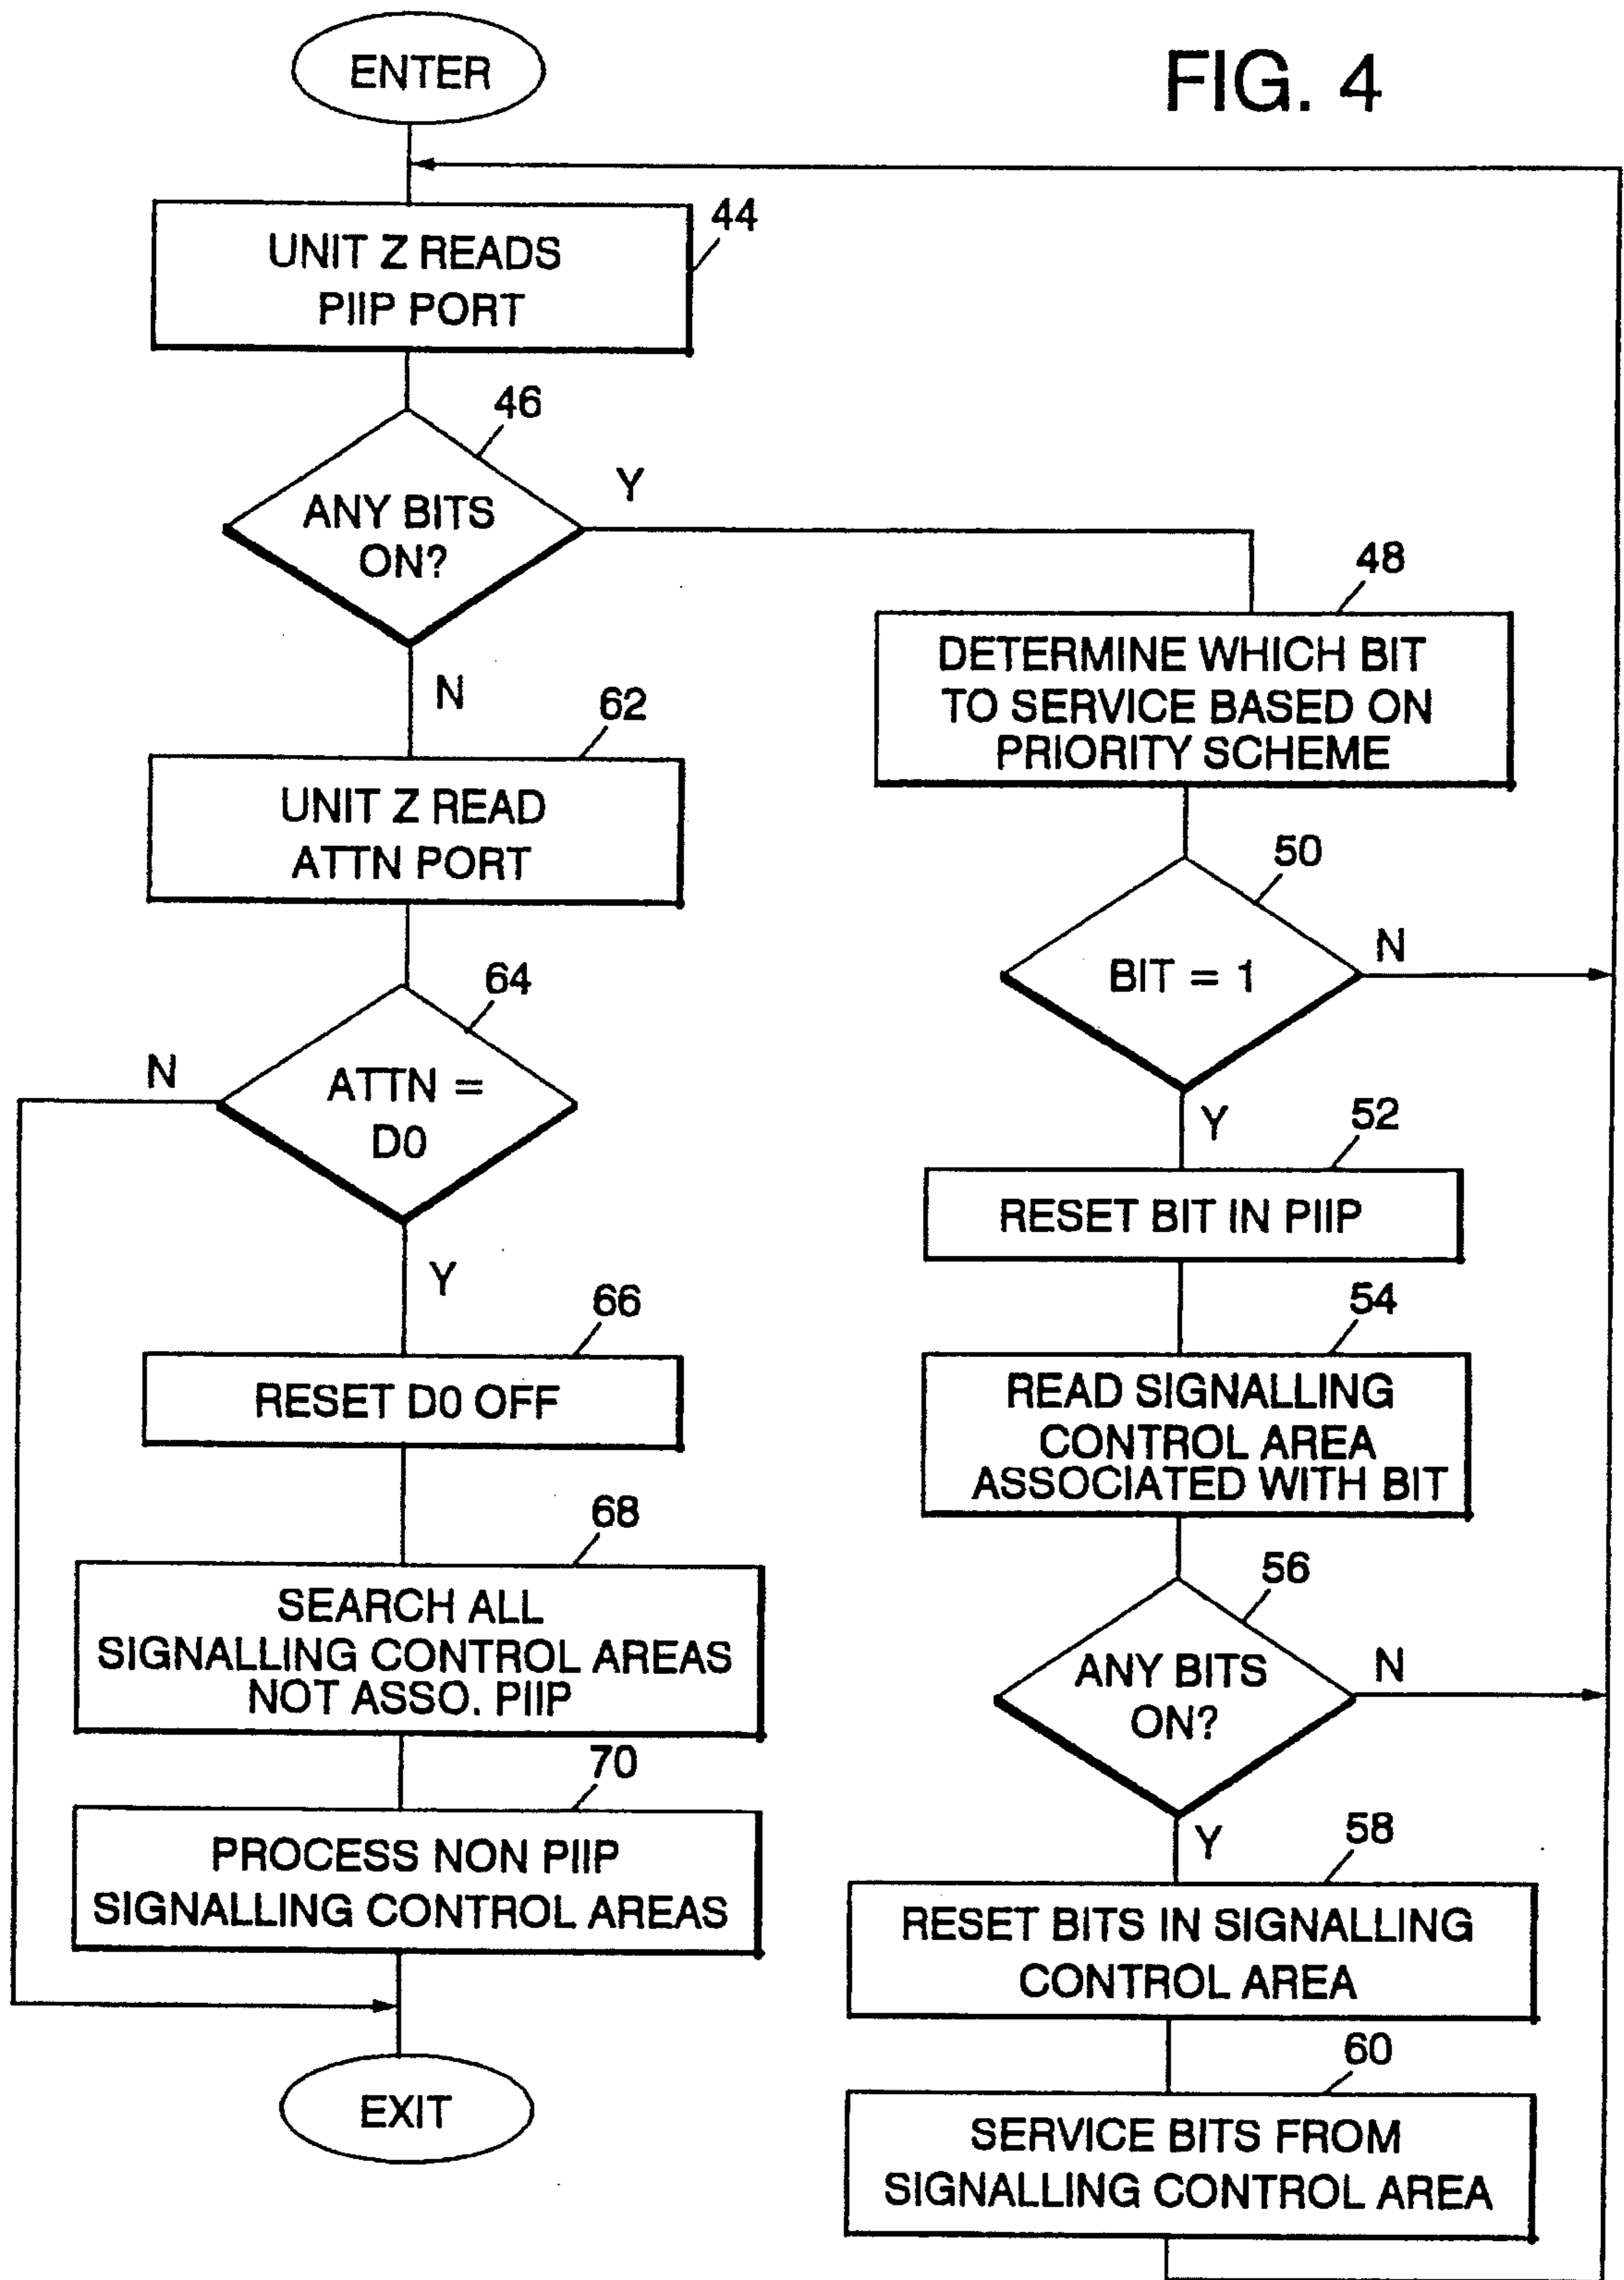 FIG. 4
ENTER
44
UNIT Z READS
PIIP PORT
46
ANY BITS
ON?
Y
N
48
DETERMINE WHICH BIT
TO SERVICE BASED ON
PRIORITY SCHEME
62
UNIT Z READ
ATTN PORT
50
BIT = 1
N
Y
64
ATTN =
D0
N
Y
52
RESET BIT IN PIIP
66
RESET D0 OFF
54
READ SIGNALLING
CONTROL AREA
ASSOCIATED WITH BIT
68
SEARCH ALL
SIGNALLING CONTROL AREAS
NOT ASSO. PIIP
56
ANY BITS
ON?
N
Y
70
PROCESS NON PIIP
SIGNALLING CONTROL AREAS
58
RESET BITS IN SIGNALLING
CONTROL AREA
EXIT
60
SERVICE BITS FROM
SIGNALLING CONTROL AREA